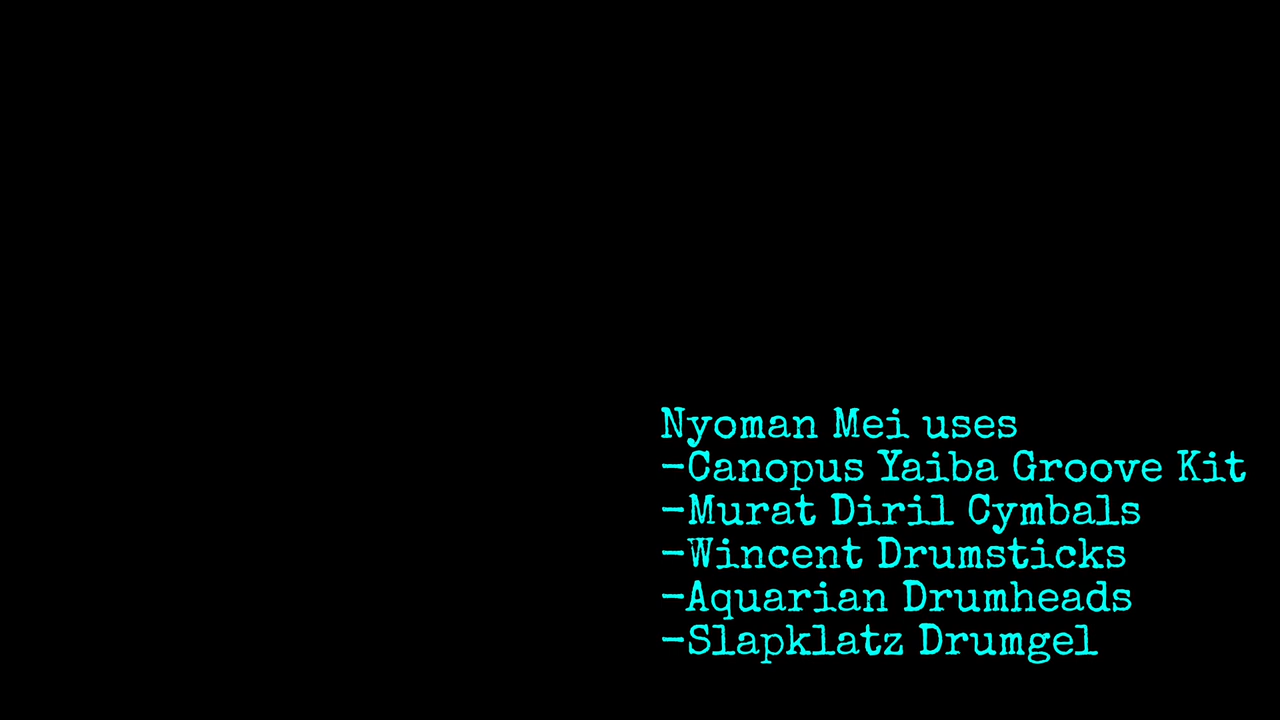 Nyoman Mei uses
-Canopus Yaiba Groove Kit
-Murat Diril Cymbals
-Wincent Drumsticks
-Aquarian Drumheads
-Slapklatz Drumgel